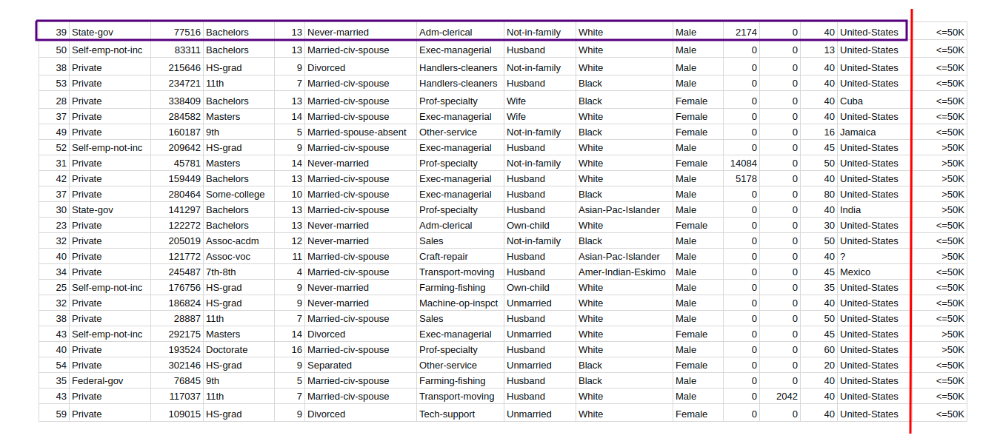 39 State-gov 77516 Bachelors 13 Never-married Adm-clerical Not-in-family White Male 2174 0 40 United-States <=50K
50 Self-emp-not-inc 83311 Bachelors 13 Married-civ-spouse Exec-managerial Husband White Male 0 0 13 United-States <=50K
38 Private 215646 HS-grad 9 Divorced Handlers-cleaners Not-in-family White Male 0 0 40 United-States <=50K
53 Private 234721 11th 7 Married-civ-spouse Handlers-cleaners Husband Black Male 0 0 40 United-States <=50K
28 Private 338409 Bachelors 13 Married-civ-spouse Prof-specialty Wife Black Female 0 0 40 Cuba <=50K
37 Private 284582 Masters 14 Married-civ-spouse Exec-managerial Wife White Female 0 0 40 United-States <=50K
49 Private 160187 9th 5 Married-spouse-absent Other-service Not-in-family Black Female 0 0 16 Jamaica <=50K
52 Self-emp-not-inc 209642 HS-grad 9 Married-civ-spouse Exec-managerial Husband White Male 0 0 45 United-States >50K
31 Private 45781 Masters 14 Never-married Prof-specialty Not-in-family White Female 14084 0 50 United-States >50K
42 Private 159449 Bachelors 13 Married-civ-spouse Exec-managerial Husband White Male 5178 0 40 United-States >50K
37 Private 280464 Some-college 10 Married-civ-spouse Exec-managerial Husband Black Male 0 0 80 United-States >50K
30 State-gov 141297 Bachelors 13 Married-civ-spouse Prof-specialty Husband Asian-Pac-Islander Male 0 0 40 India >50K
23 Private 122272 Bachelors 13 Never-married Adm-clerical Own-child White Female 0 0 30 United-States <=50K
32 Private 205019 Assoc-acdm 12 Never-married Sales Not-in-family Black Male 0 0 50 United-States <=50K
40 Private 121772 Assoc-voc 11 Married-civ-spouse Craft-repair Husband Asian-Pac-Islander Male 0 0 40 ? >50K
34 Private 245487 7th-8th 4 Married-civ-spouse Transport-moving Husband Amer-Indian-Eskimo Male 0 0 45 Mexico <=50K
25 Self-emp-not-inc 176756 HS-grad 9 Never-married Farming-fishing Own-child White Male 0 0 35 United-States <=50K
32 Private 186824 HS-grad 9 Never-married Machine-op-inspct Unmarried White Male 0 0 40 United-States <=50K
38 Private 28887 11th 7 Married-civ-spouse Sales Husband White Male 0 0 50 United-States <=50K
43 Self-emp-not-inc 292175 Masters 14 Divorced Exec-managerial Unmarried White Female 0 0 45 United-States >50K
40 Private 193524 Doctorate 16 Married-civ-spouse Prof-specialty Husband White Male 0 0 60 United-States >50K
54 Private 302146 HS-grad 9 Separated Other-service Unmarried Black Female 0 0 20 United-States <=50K
35 Federal-gov 76845 9th 5 Married-civ-spouse Farming-fishing Husband Black Male 0 0 40 United-States <=50K
43 Private 117037 11th 7 Married-civ-spouse Transport-moving Husband White Male 0 2042 40 United-States <=50K
59 Private 109015 HS-grad 9 Divorced Tech-support Unmarried White Female 0 0 40 United-States <=50K